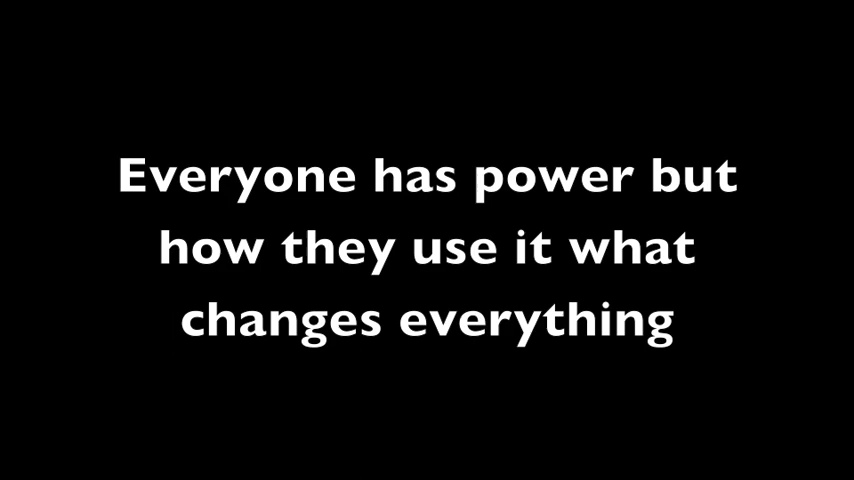 Everyone has power but
how they use it what
changes everything